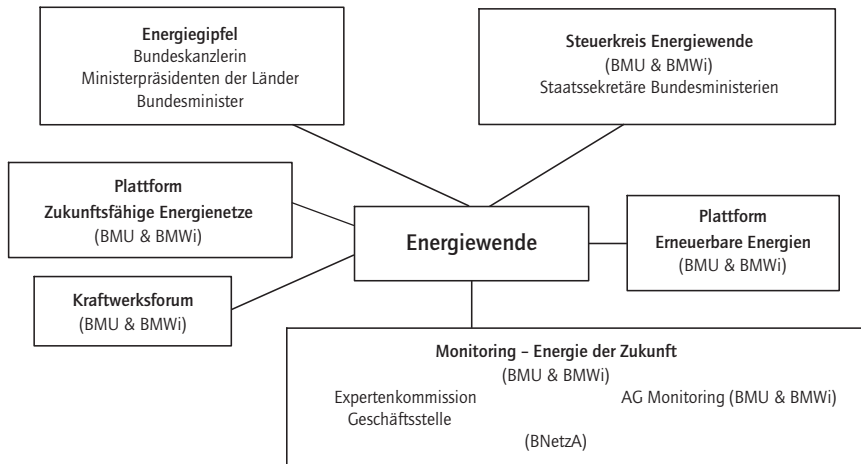 Energiegipfel
Bundeskanzlerin
Ministerpräsidenten der Länder
Bundesminister
Steuerkreis Energiewende
(BMU & BMWi)
Staatssekretäre Bundesministerien
Plattform
Zukunftsfähige Energienetze
(BMU & BMWi)
Energiewende
Plattform
Erneuerbare Energien
(BMU & BMWi)
Kraftwerksforum
(BMU & BMWi)
Monitoring – Energie der Zukunft
(BMU & BMWi)
Expertenkommission
AG Monitoring (BMU & BMWi)
Geschäftsstelle
(BNetzA)